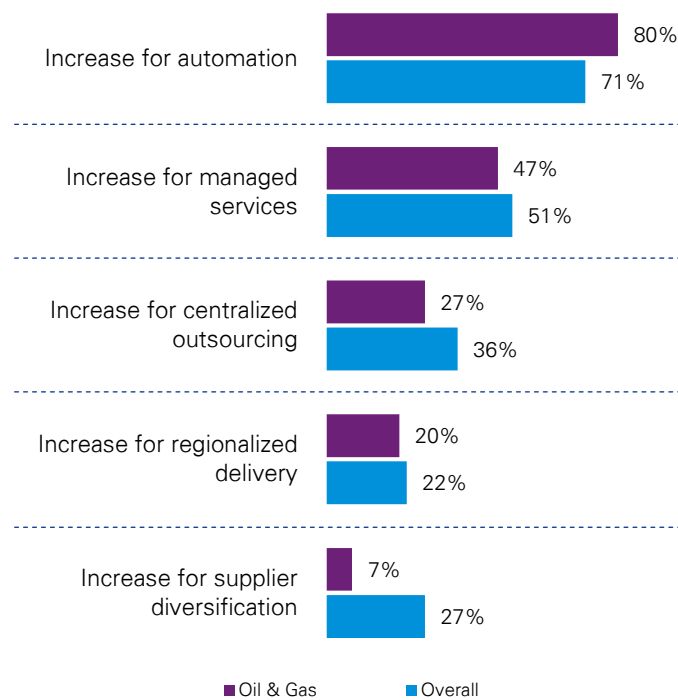 80%
Increase for automation
71%
47%
Increase for managed
services
51%
27%
Increase for centralized
outsourcing
36%
20%
Increase for regionalized
delivery
22%
7%
Increase for supplier
diversification
27%
Oil & Gas
Overall